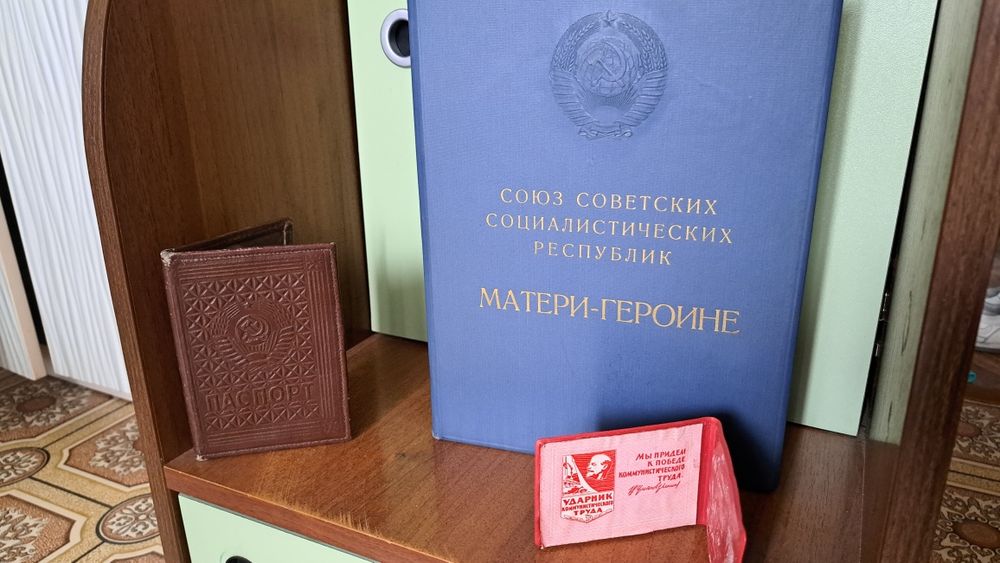 СОЮЗ СОВЕТСКИХ
СОЦИАЛИСТИЧЕСКИХ
РЕСПУБЛИК
МАТЕРИ-ГЕРОИНЕ
ПАСПОРТ
УДАРНИК
КОММУНИСТИЧЕСКОГО
ТРУДА
МЫ ПРИДЕМ
К ПОБЕДЕ
КОММУНИСТИЧЕСКОГО
ТРУДА.